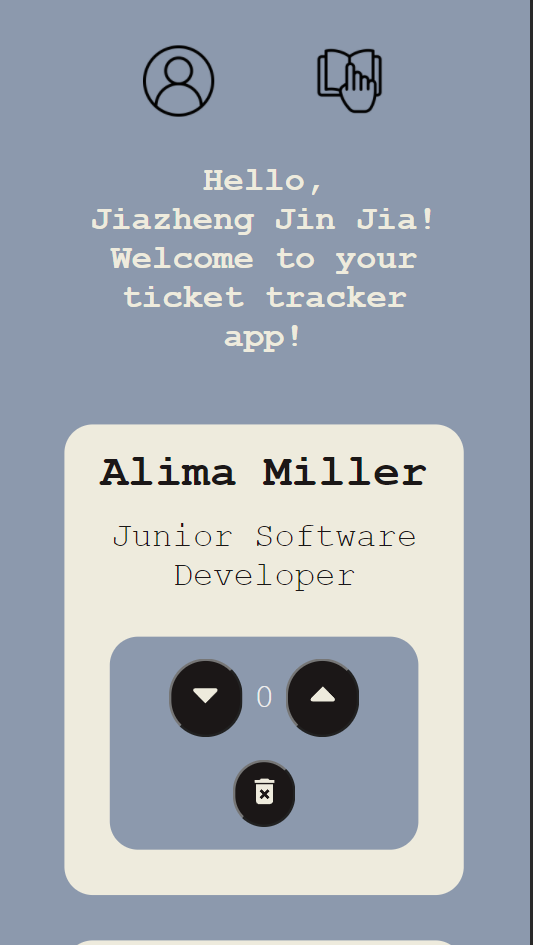 Hello,
Jiazheng Jin Jia!
Welcome to your
ticket tracker
app!
Alima Miller
Junior Software
Developer
0